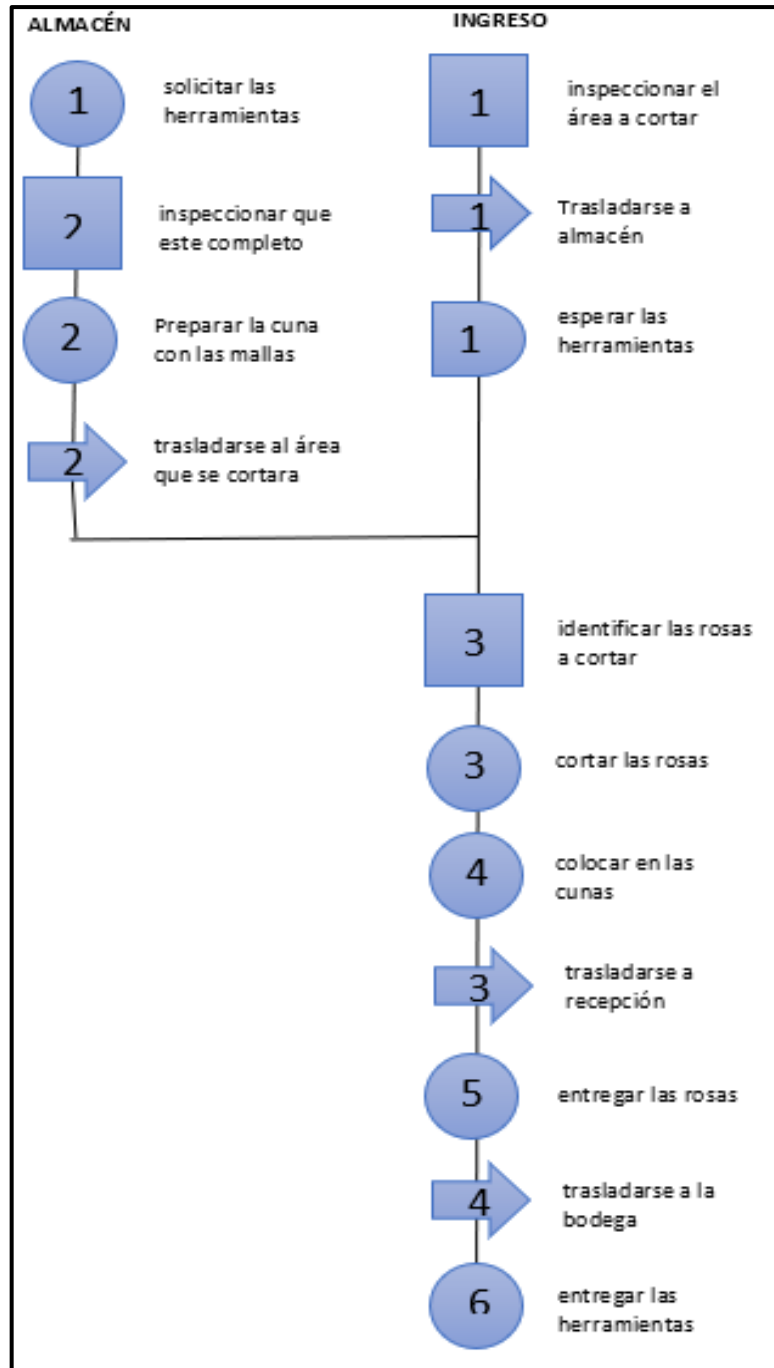 ALMACÉN
1
solicitar las
herramientas
2
inspeccionar que
este completo
2
Preparar la cuna
con las mallas
2
trasladarse al área
que se cortara
INGRESO
1
inspeccionar el
área a cortar
1
Trasladarse a
almacén
1
esperar las
herramientas
3
identificar las rosas
a cortar
3
cortar las rosas
4
colocar en las
cunas
3
trasladarse a
recepción
5
entregar las rosas
4
trasladarse a la
bodega
6
entregar las
herramientas